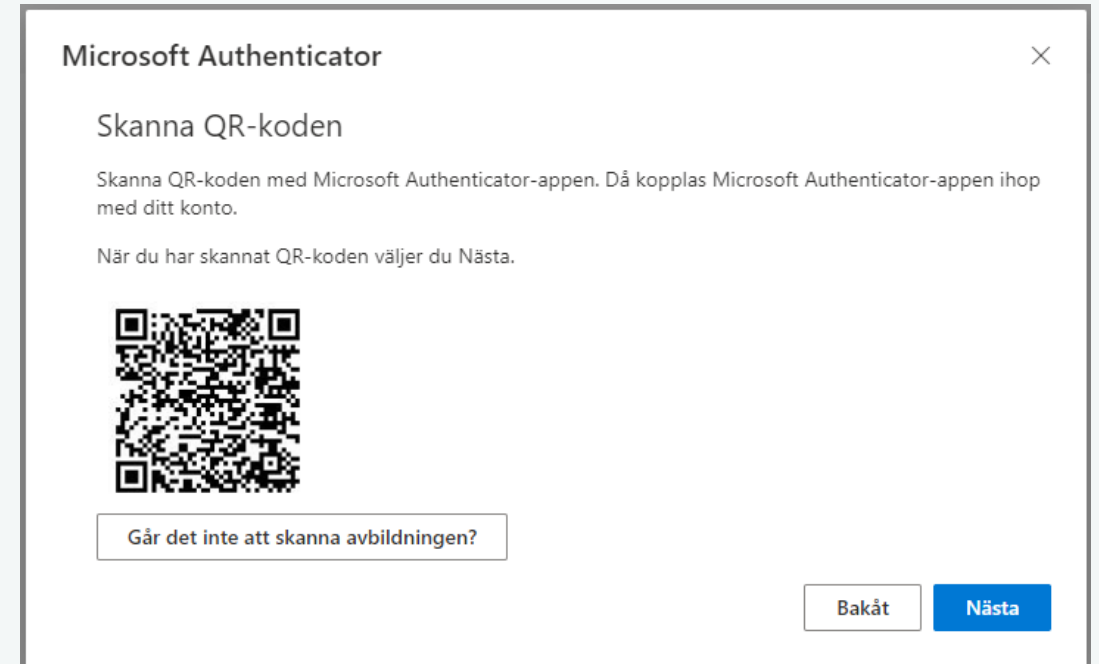 Microsoft Authenticator
Skanna QR-koden
Skanna QR-koden med Microsoft Authenticator-appen. Då kopplas Microsoft Authenticator-appen ihop
med ditt konto.
När du har skannat QR-koden väljer du Nästa.
Går det inte att skanna avbildningen?
Bakåt
Nästa